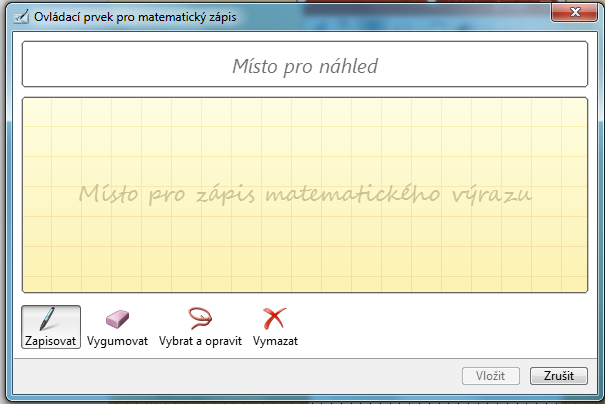 Ovládací prvek pro matematický zápis
Místo pro náhled
Místo pro zápis matematického výrazu
Zapisovat Vygumovat Vybrat a opravit Vymazat
Vložit Zrušit